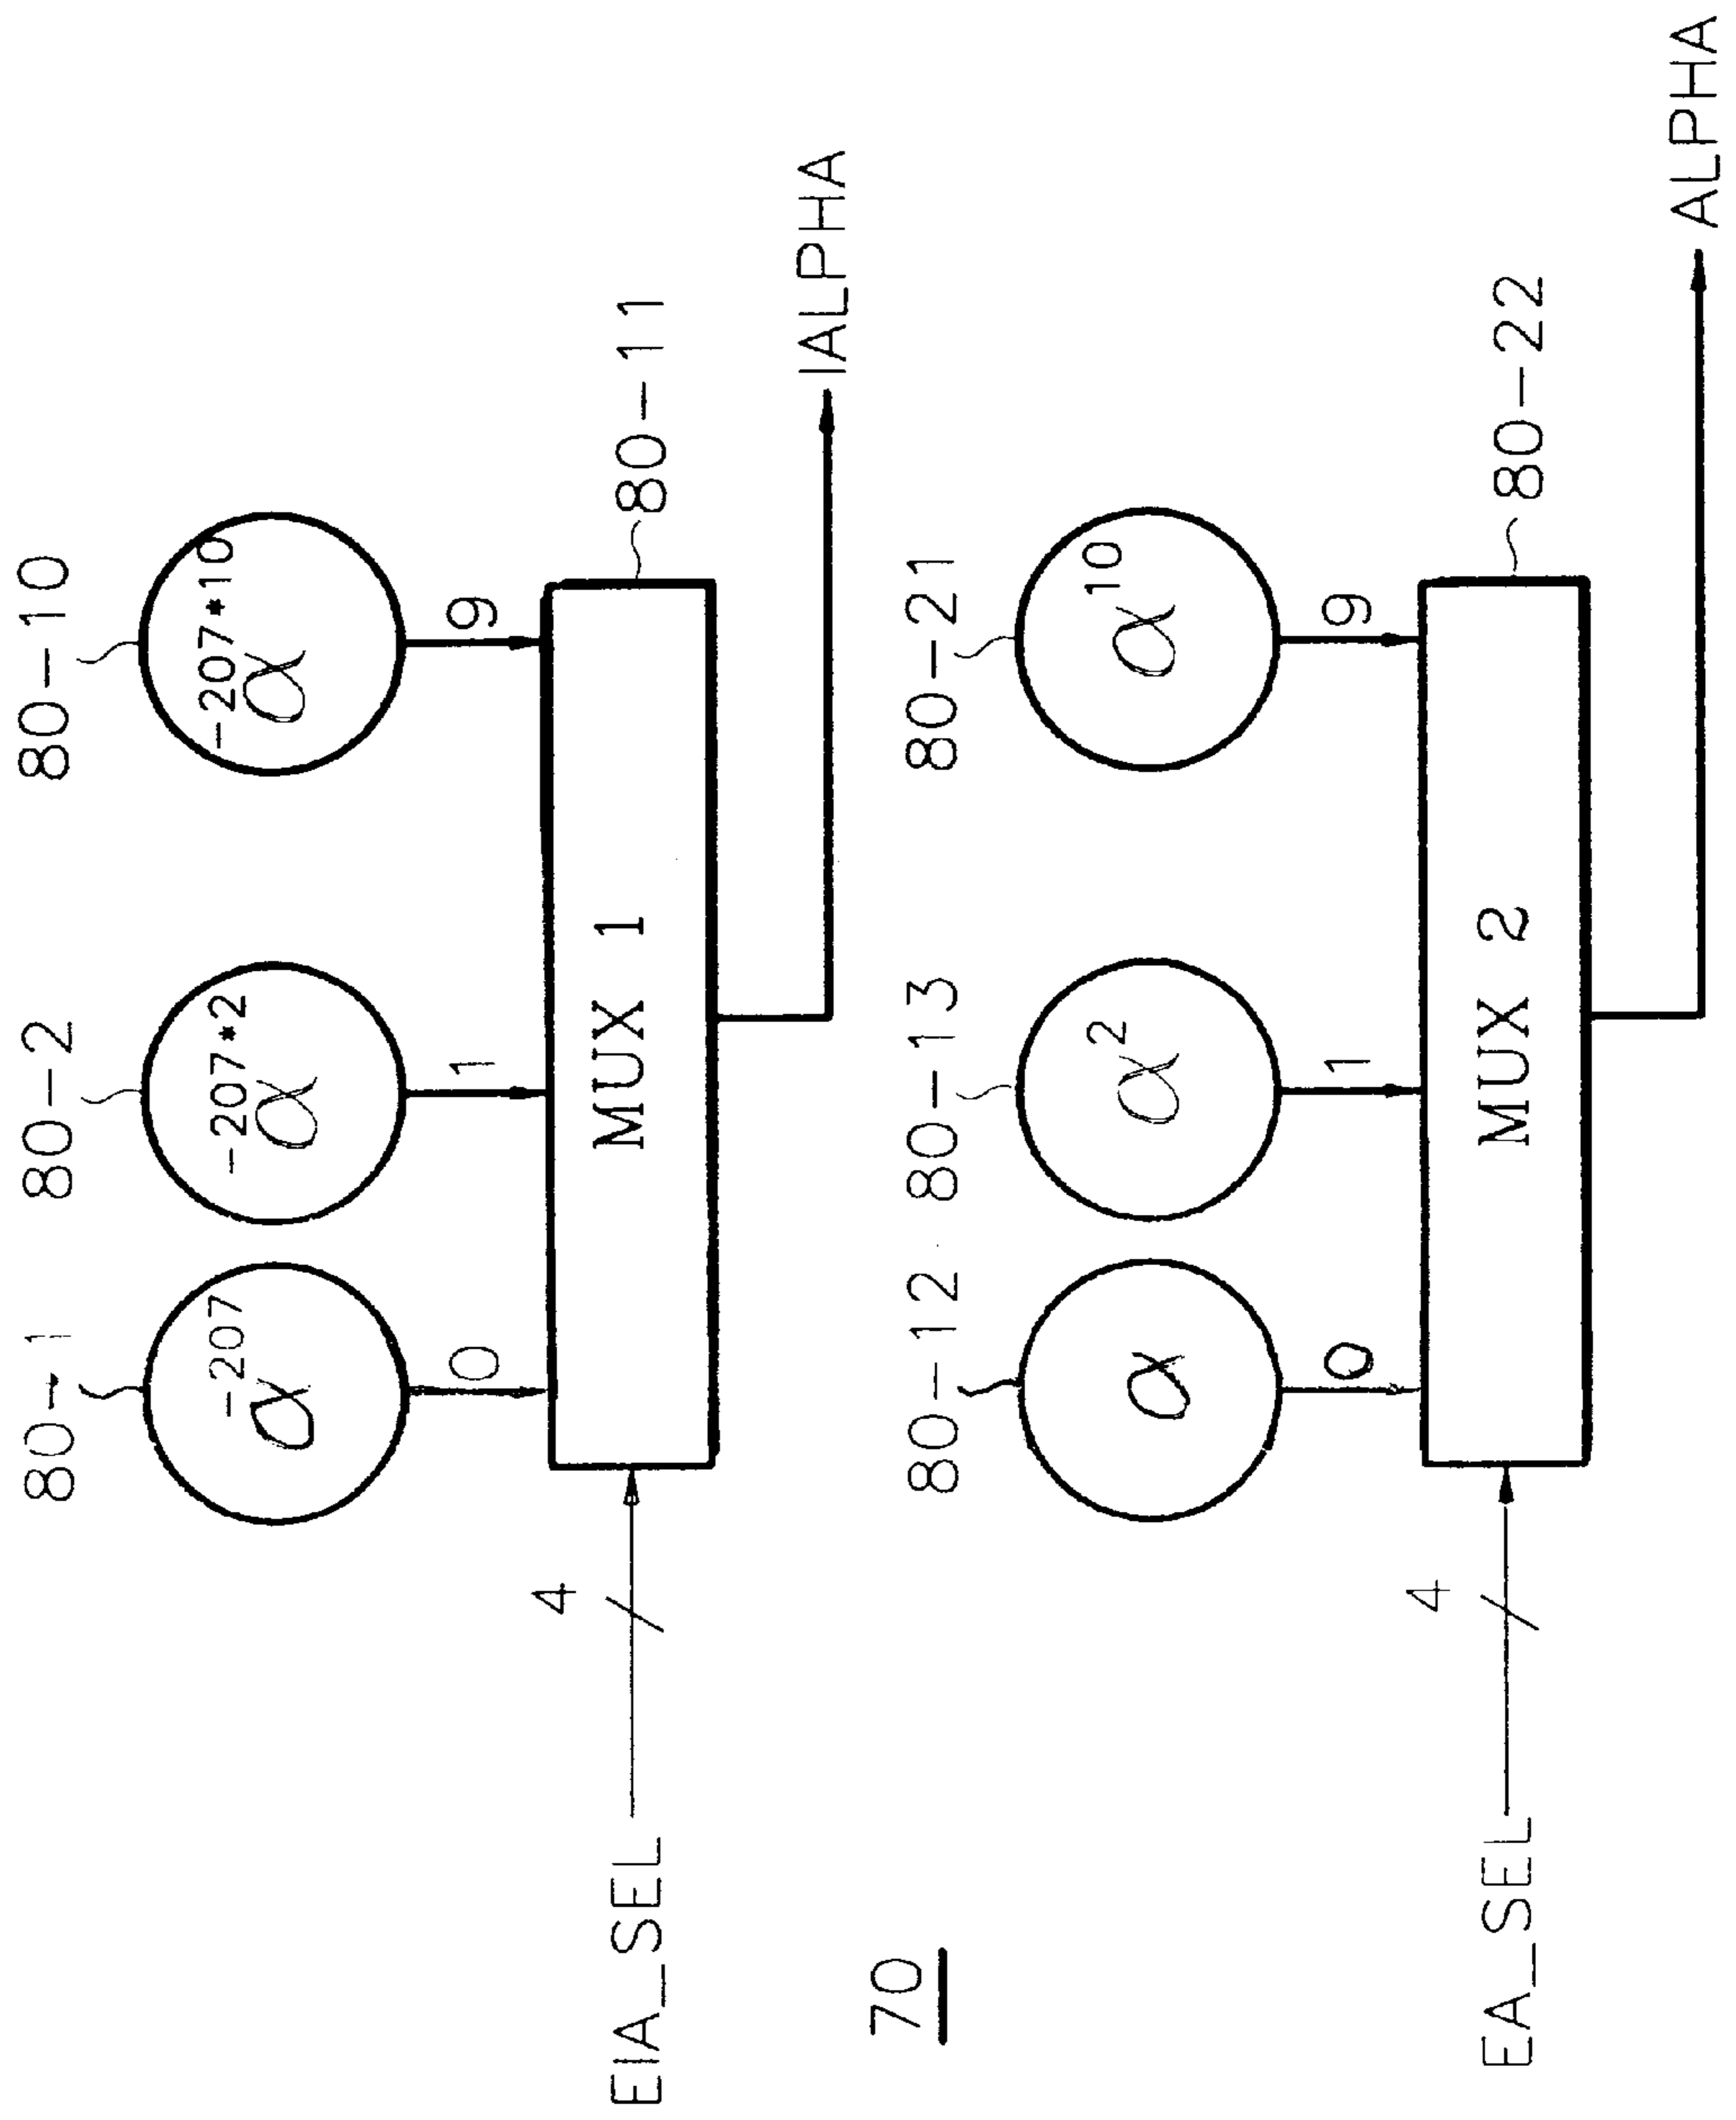 80-1 80-2 80-10
α^-207 α^-207*2 α^-207*10
0 1 9
EIA_SEL 4 MUX 1 80-11
IALPHA
70
80-12 80-13 80-21
α α^2 α^10
0 1 9
EA_SEL 4 MUX 2 80-22
ALPHA